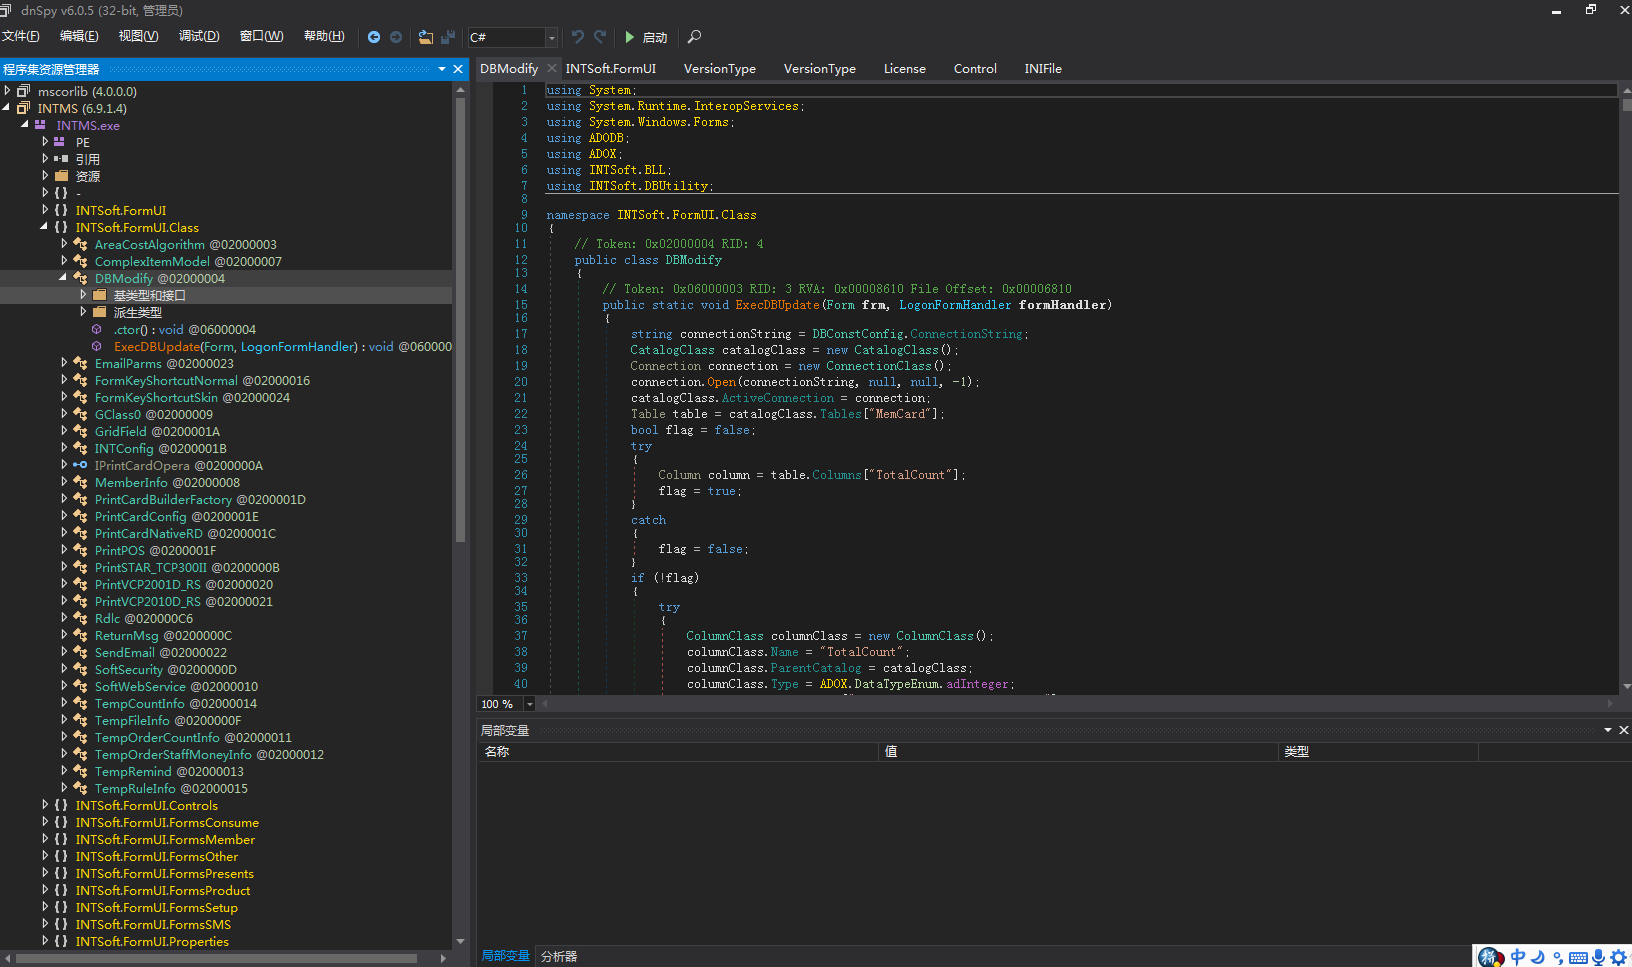 dnSpy v6.0.5 (32-bit, 管理员)
文件(F) 编辑(E) 视图(V) 调试(D) 窗口(W) 帮助(H) C# 启动
程序集资源管理器
mscorlib (4.0.0.0)
INTMS (6.9.1.4)
INTMS.exe
PE
引用
资源
{ } -
{ } INTSoft.FormUI
{ } INTSoft.FormUI.Class
AreaCostAlgorithm @02000003
ComplexItemModel @02000007
DBModify @02000004
基类型和接口
派生类型
.ctor() : void @06000004
ExecDBUpdate(Form, LogonFormHandler) : void @060000
EmailParms @02000023
FormKeyShortcutNormal @02000016
FormKeyShortcutSkin @02000024
GClass0 @02000009
GridField @0200001A
INTConfig @0200001B
IPrintCardOpera @0200000A
MemberInfo @02000008
PrintCardBuilderFactory @0200001D
PrintCardConfig @0200001E
PrintCardNativeRD @0200001C
PrintPOS @0200001F
PrintSTAR_TCP300II @0200000B
PrintVCP2001D_RS @02000020
PrintVCP2010D_RS @02000021
Rdlc @020000C6
ReturnMsg @0200000C
SendEmail @02000022
SoftSecurity @0200000D
SoftWebService @02000010
TempCountInfo @02000014
TempFileInfo @0200000F
TempOrderCountInfo @02000011
TempOrderStaffMoneyInfo @02000012
TempRemind @02000013
TempRuleInfo @02000015
{ } INTSoft.FormUI.Controls
{ } INTSoft.FormUI.FormsConsume
{ } INTSoft.FormUI.FormsMember
{ } INTSoft.FormUI.FormsOther
{ } INTSoft.FormUI.FormsPresents
{ } INTSoft.FormUI.FormsProduct
{ } INTSoft.FormUI.FormsSetup
{ } INTSoft.FormUI.FormsSMS
{ } INTSoft.FormUI.Properties
DBModify INTSoft.FormUI VersionType VersionType License Control INIFile
1 using System;
2 using System.Runtime.InteropServices;
3 using System.Windows.Forms;
4 using ADODB;
5 using ADOX;
6 using INTSoft.BLL;
7 using INTSoft.DBUtility;
8
9 namespace INTSoft.FormUI.Class
10 {
11 // Token: 0x02000004 RID: 4
12 public class DBModify
13 {
14 // Token: 0x06000003 RID: 3 RVA: 0x00008610 File Offset: 0x00006810
15 public static void ExecDBUpdate(Form frm, LogonFormHandler formHandler)
16 {
17 string connectionString = DBConstConfig.ConnectionString;
18 CatalogClass catalogClass = new CatalogClass();
19 Connection connection = new ConnectionClass();
20 connection.Open(connectionString, null, null, -1);
21 catalogClass.ActiveConnection = connection;
22 Table table = catalogClass.Tables["MemCard"];
23 bool flag = false;
24 try
25 {
26 Column column = table.Columns["TotalCount"];
27 flag = true;
28 }
29 catch
30 {
31 flag = false;
32 }
33 if (!flag)
34 {
35 try
36 {
37 ColumnClass columnClass = new ColumnClass();
38 columnClass.Name = "TotalCount";
39 columnClass.ParentCatalog = catalogClass;
40 columnClass.Type = ADOX.DataTypeEnum.adInteger;
100 %
局部变量
名称 值 类型
局部变量 分析器
中